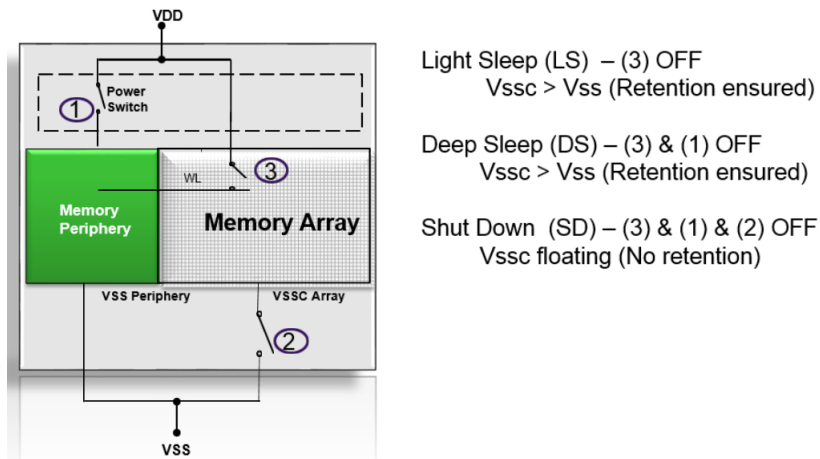 VDD
Power
Switch
1
3
WL
Memory
Periphery
Memory Array
VSS Periphery
VSSC Array
2
VSS
Light Sleep (LS) – (3) OFF
Vssc > Vss (Retention ensured)
Deep Sleep (DS) – (3) & (1) OFF
Vssc > Vss (Retention ensured)
Shut Down (SD) – (3) & (1) & (2) OFF
Vssc floating (No retention)